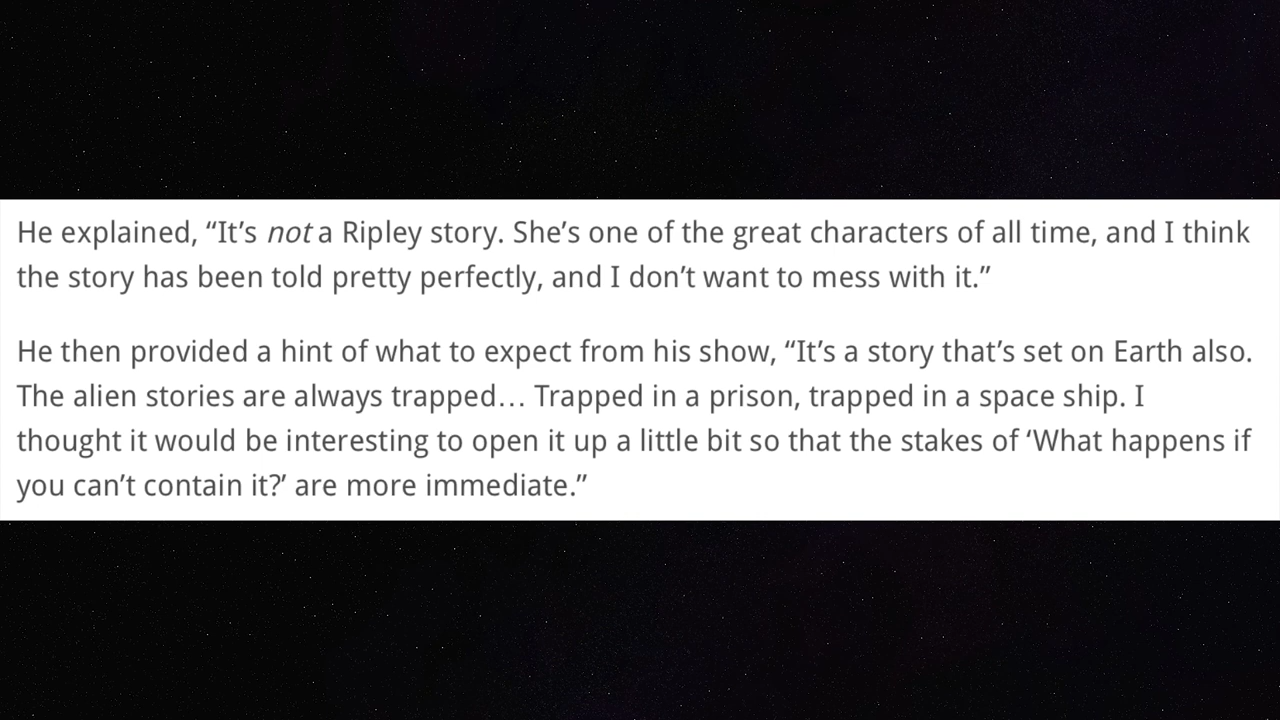 He explained, “It’s not a Ripley story. She’s one of the great characters of all time, and I think
the story has been told pretty perfectly, and I don’t want to mess with it.”
He then provided a hint of what to expect from his show, “It’s a story that’s set on Earth also.
The alien stories are always trapped… Trapped in a prison, trapped in a space ship. I
thought it would be interesting to open it up a little bit so that the stakes of ‘What happens if
you can’t contain it?’ are more immediate.”